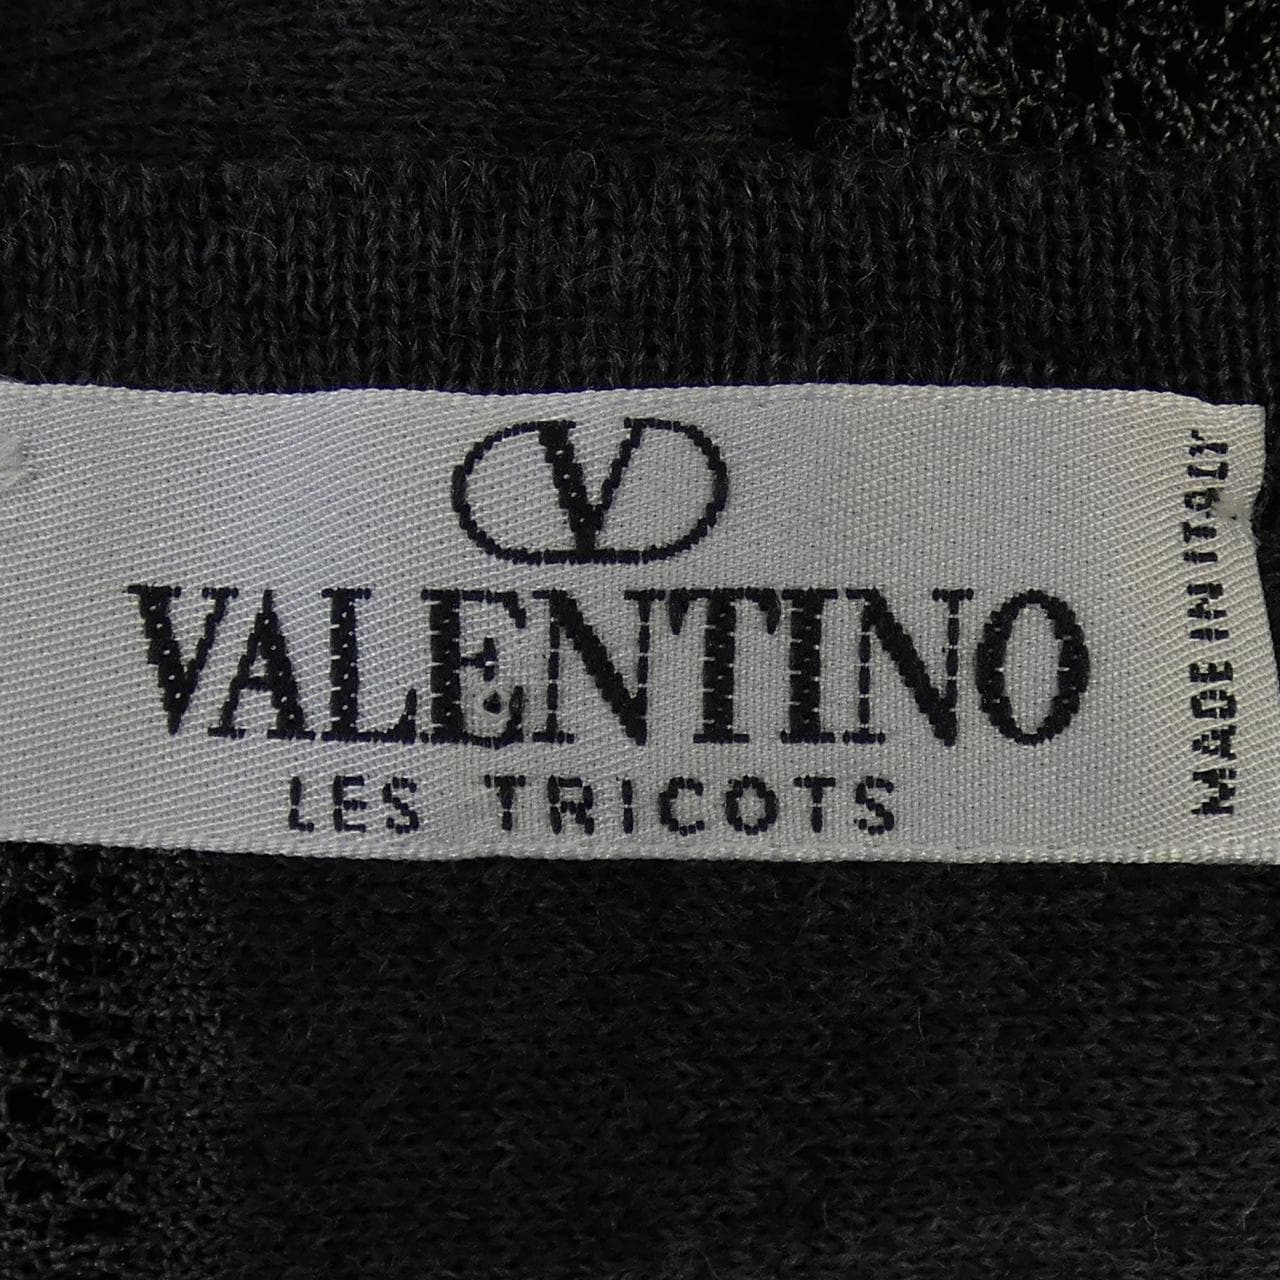 V
VALENTINO
LES TRICOTS
MADE IN ITALY